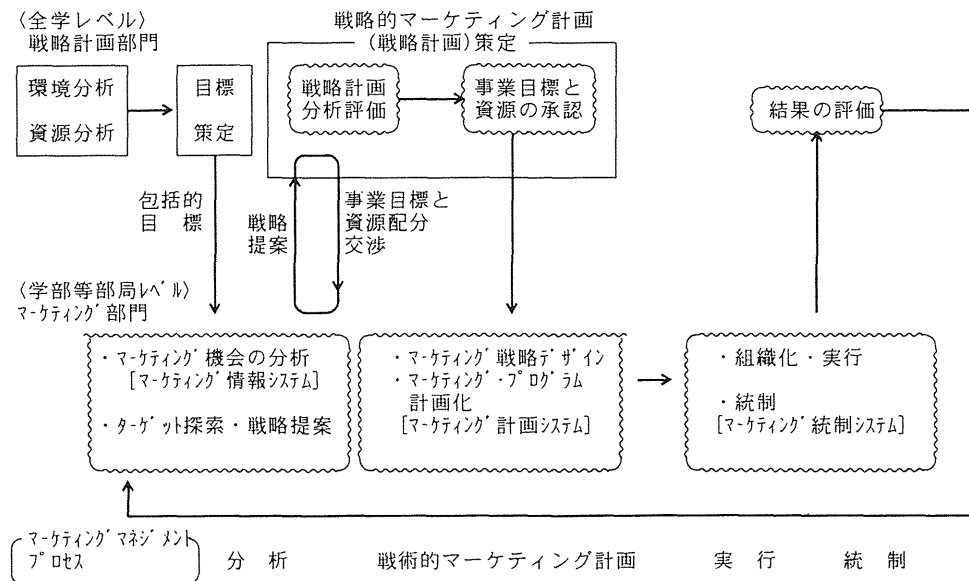 〈全学レベル〉
戦略計画部門
戦略的マーケティング計画
(戦略計画)策定
環境分析
資源分析
目標
策定
戦略計画
分析評価
事業目標と
資源の承認
結果の評価
包括的
目 標
戦略
提案
事業目標と
資源配分
交渉
〈学部等部局レベル〉
マーケティング部門
・マーケティング機会の分析
[マーケティング情報システム]
・ターゲット探索・戦略提案
・マーケティング戦略デザイン
・マーケティング・プログラム
計画化
[マーケティング計画システム]
・組織化・実行
・統制
[マーケティング統制システム]
マーケティングマネジメント
プロセス
分 析
戦術的マーケティング計画
実 行
統 制